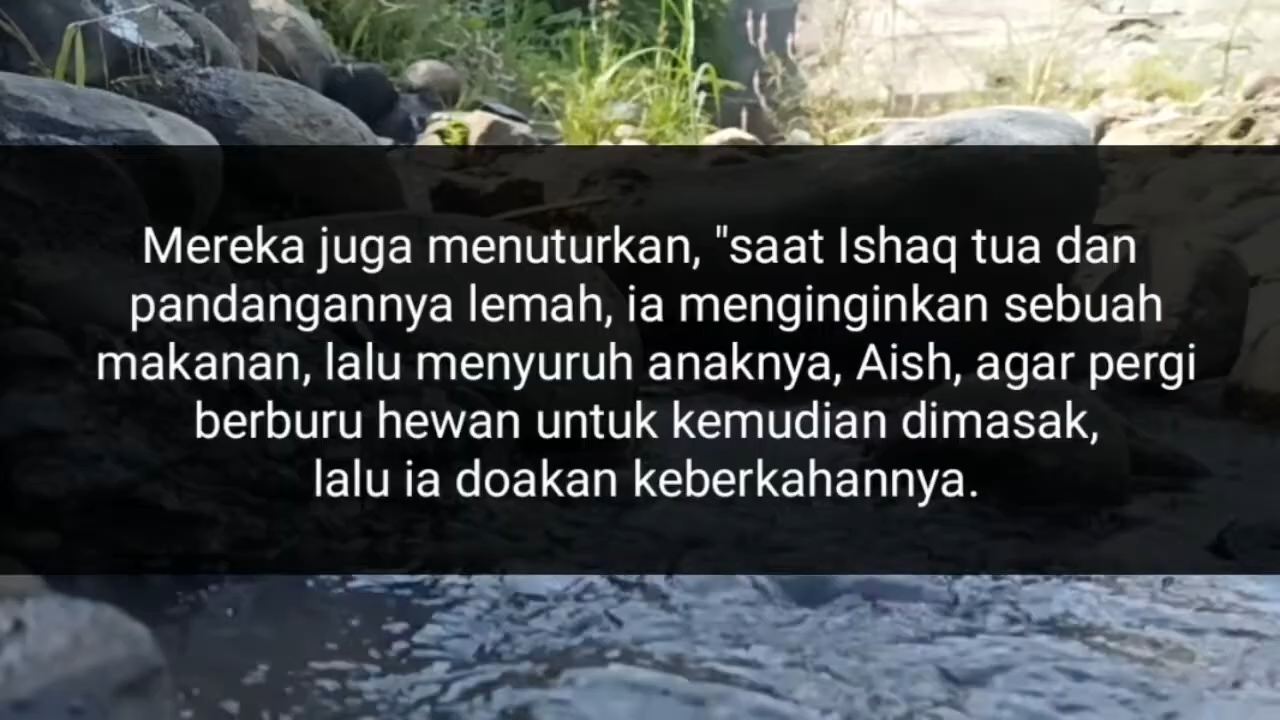 Mereka juga menuturkan, "saat Ishaq tua dan
pandangannya lemah, ia menginginkan sebuah
makanan, lalu menyuruh anaknya, Aish, agar pergi
berburu hewan untuk kemudian dimasak,
lalu ia doakan keberkahannya.